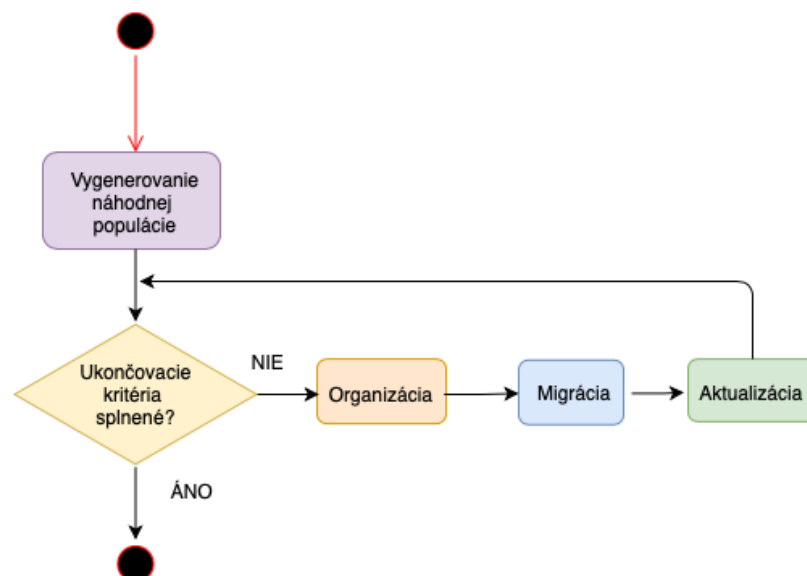 Vygenerovanie
náhodnej
populácie
Ukončovacie
kritéria
splnené?
NIE
Organizácia
Migrácia
Aktualizácia
ÁNO